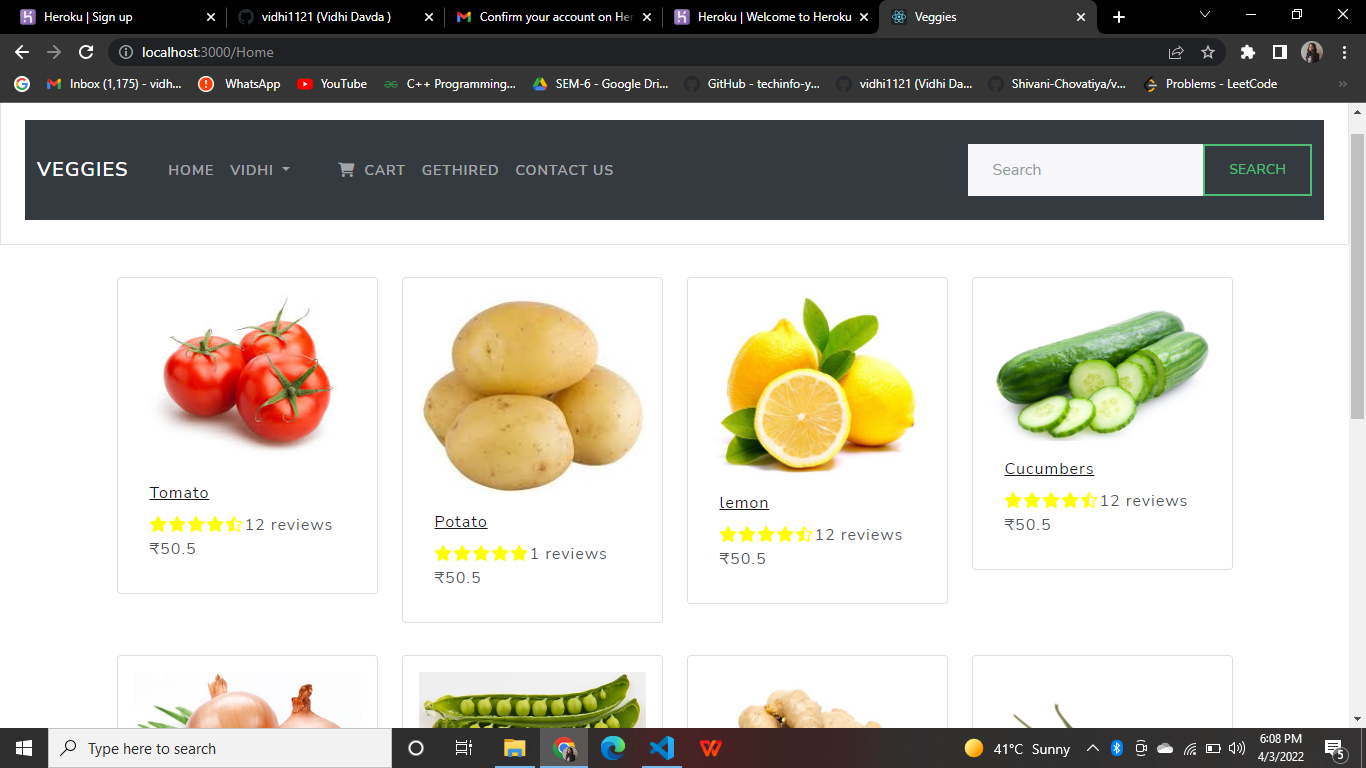 Heroku | Sign up
vidhi1121 (Vidhi Davda )
Confirm your account on Her
Heroku | Welcome to Heroku
Veggies
localhost:3000/Home
Inbox (1,175) - vidh...
WhatsApp
YouTube
C++ Programming...
SEM-6 - Google Dri...
GitHub - techinfo-y...
vidhi1121 (Vidhi Da...
Shivani-Chovatiya/v...
Problems - LeetCode
VEGGIES
HOME
VIDHI
CART
GETHIRED
CONTACT US
Search
SEARCH
Tomato
12 reviews
₹50.5
Potato
1 reviews
₹50.5
lemon
12 reviews
₹50.5
Cucumbers
12 reviews
₹50.5
Type here to search
41°C Sunny
6:08 PM
4/3/2022
5